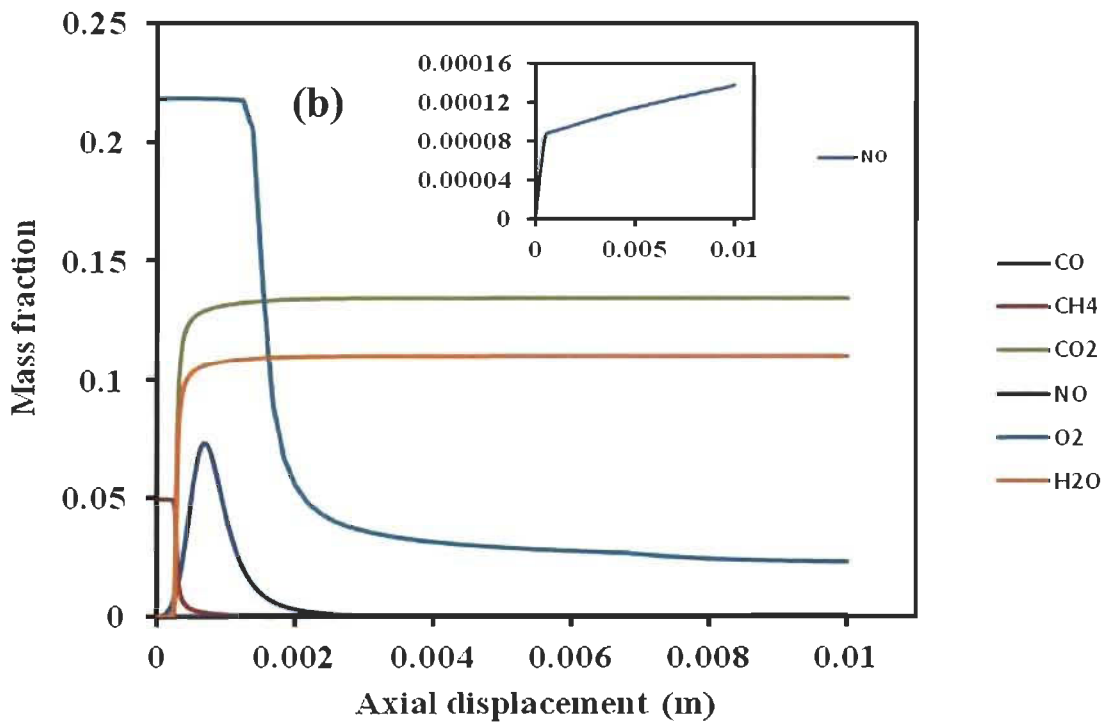 0.25
0.2
0.15
0.1
0.05
0
Mass fraction
(b)
0.00016
0.00012
0.00008
0.00004
0
0 0.005 0.01
NO
CO
CH4
CO2
NO
O2
H2O
0 0.002 0.004 0.006 0.008 0.01
Axial displacement (m)